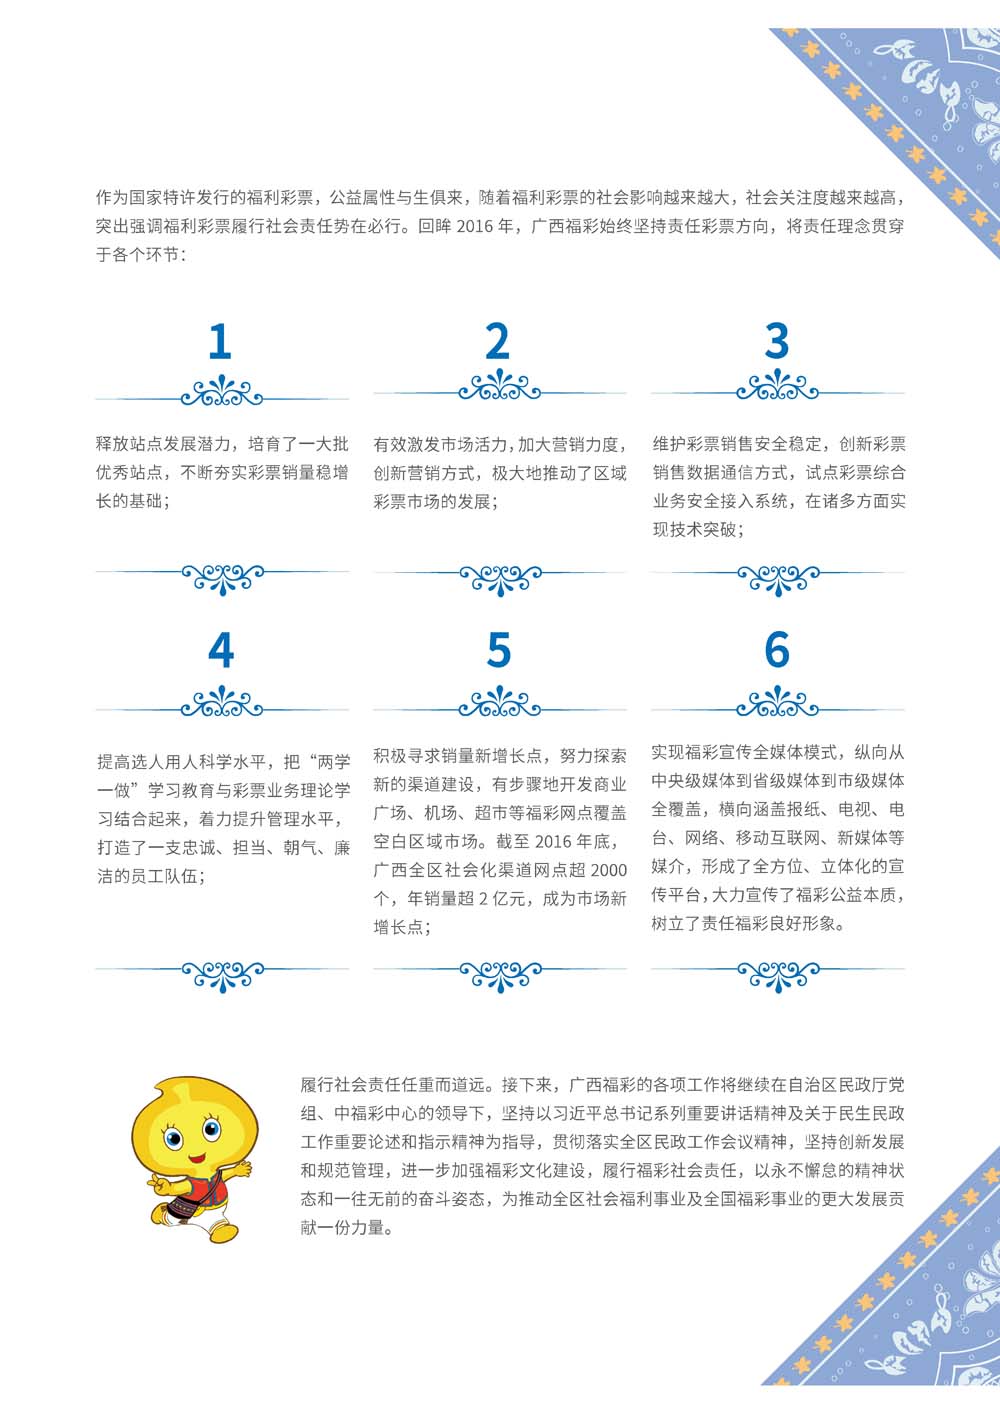 作为国家特许发行的福利彩票，公益属性与生俱来，随着福利彩票的社会影响越来越大，社会关注度越来越高，
突出强调福利彩票履行社会责任势在必行。回眸 2016 年，广西福彩始终坚持责任彩票方向，将责任理念贯穿
于各个环节：
1
释放站点发展潜力，培育了一大批
优秀站点，不断夯实彩票销量稳增
长的基础；
2
有效激发市场活力，加大营销力度，
创新营销方式，极大地推动了区域
彩票市场的发展；
3
维护彩票销售安全稳定，创新彩票
销售数据通信方式，试点彩票综合
业务安全接入系统，在诸多方面实
现技术突破；
4
提高选人用人科学水平，把“两学
一做”学习教育与彩票业务理论学
习结合起来，着力提升管理水平，
打造了一支忠诚、担当、朝气、廉
洁的员工队伍；
5
积极寻求销量新增长点，努力探索
新的渠道建设，有步骤地开发商业
广场、机场、超市等福彩网点覆盖
空白区域市场。截至 2016 年底，
广西全区社会化渠道网点超 2000
个，年销量超 2 亿元，成为市场新
增长点；
6
实现福彩宣传全媒体模式，纵向从
中央级媒体到省级媒体到市级媒体
全覆盖，横向涵盖报纸、电视、电
台、网络、移动互联网、新媒体等
媒介，形成了全方位、立体化的宣
传平台，大力宣传了福彩公益本质，
树立了责任福彩良好形象。
履行社会责任任重而道远。接下来，广西福彩的各项工作将继续在自治区民政厅党
组、中福彩中心的领导下，坚持以习近平总书记系列重要讲话精神及关于民生民政
工作重要论述和指示精神为指导，贯彻落实全区民政工作会议精神，坚持创新发展
和规范管理，进一步加强福彩文化建设，履行福彩社会责任，以永不懈怠的精神状
态和一往无前的奋斗姿态，为推动全区社会福利事业及全国福彩事业的更大发展贡
献一份力量。